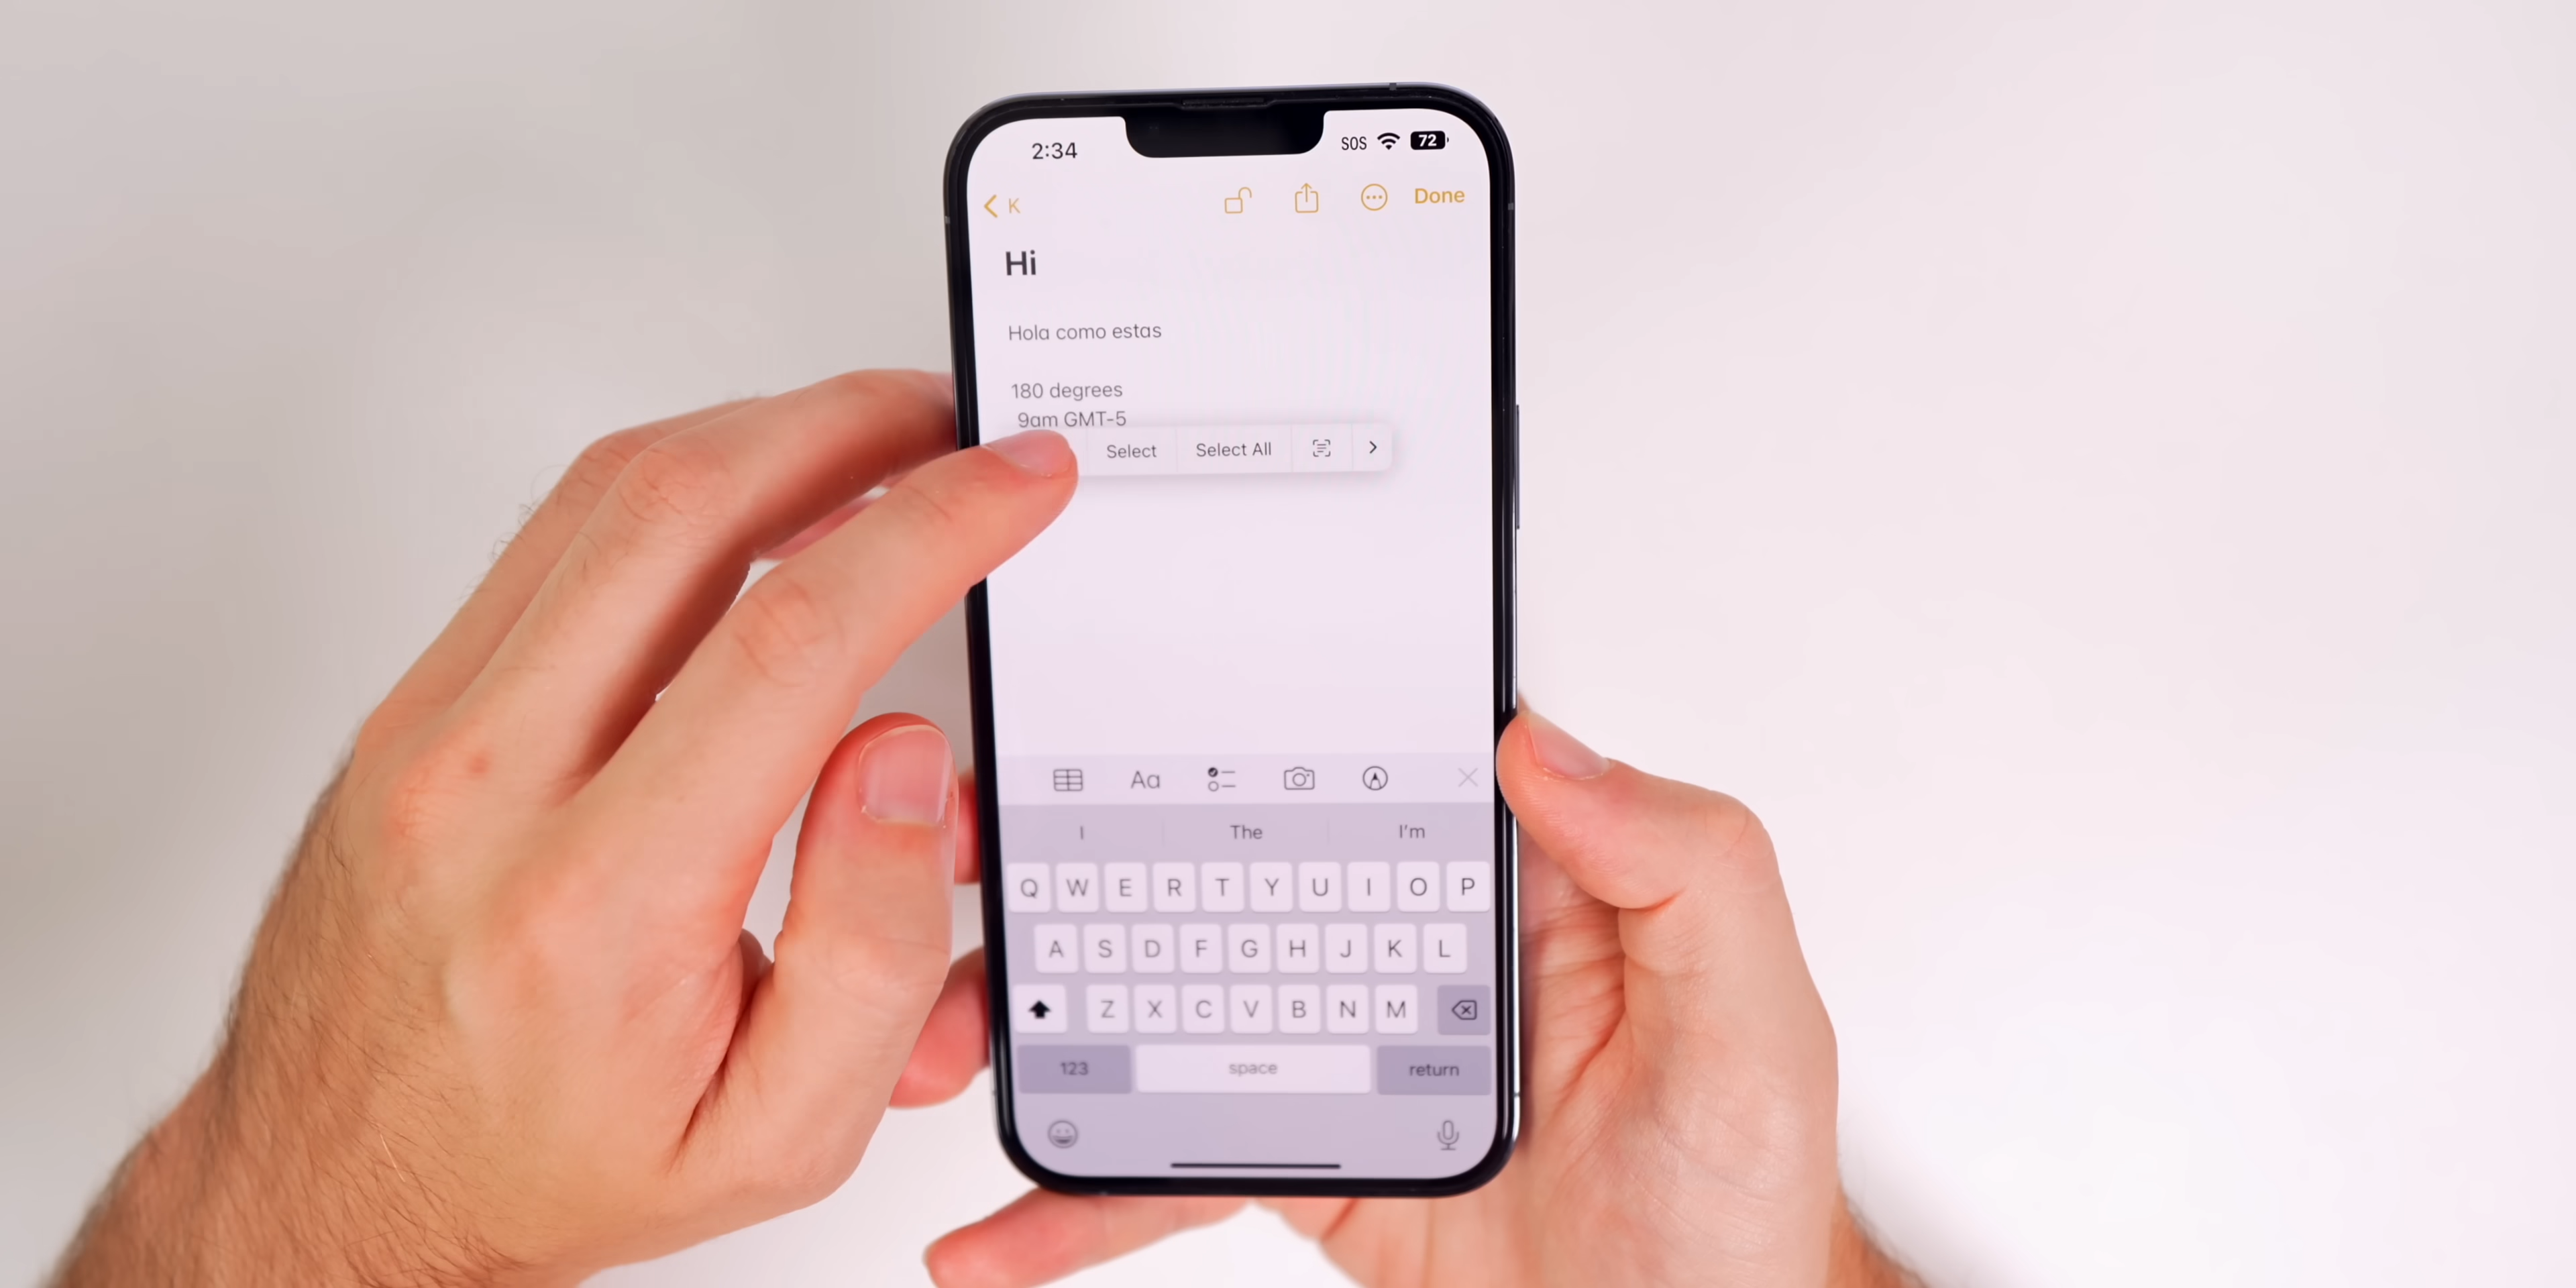 2:34 SOS 72
K Done
Hi
Hola como estas
180 degrees
9am GMT-5
Select Select All
Aa
I The I'm
Q W E R T Y U I O P
A S D F G H J K L
Z X C V B N M
123 space return